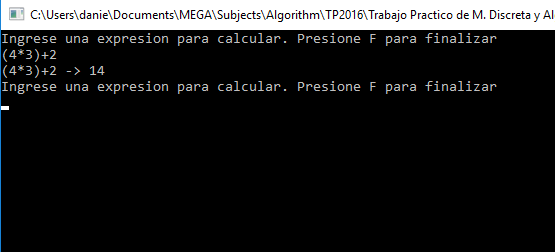 C:\Users\danie\Documents\MEGA\Subjects\Algorithm\TP2016\Trabajo Practico de M. Discreta y Al
Ingrese una expresion para calcular. Presione F para finalizar
(4*3)+2
(4*3)+2 -> 14
Ingrese una expresion para calcular. Presione F para finalizar